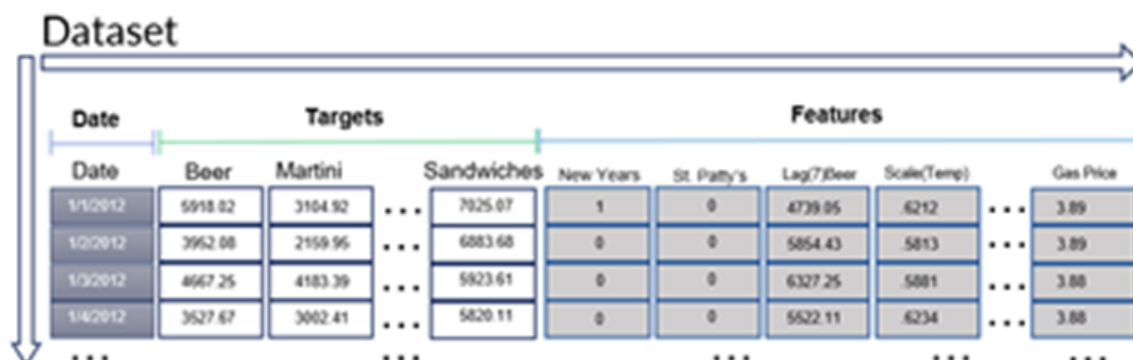 Dataset
Date Targets Features
Date Beer Martini Sandwiches New Years St. Patty's Lag(7)Beer Scale(Temp) Gas Price
1/1/2012 5918.02 3104.92 ... 7025.07 1 0 4739.05 .6212 ... 3.89
1/2/2012 3952.08 2159.95 ... 6883.68 0 0 5854.43 .5813 ... 3.89
1/3/2012 4667.25 4183.39 ... 5923.61 0 0 6327.25 .5881 ... 3.88
1/4/2012 3527.67 3002.41 ... 5820.11 0 0 5522.11 .6234 ... 3.88
... ... ... ... ...